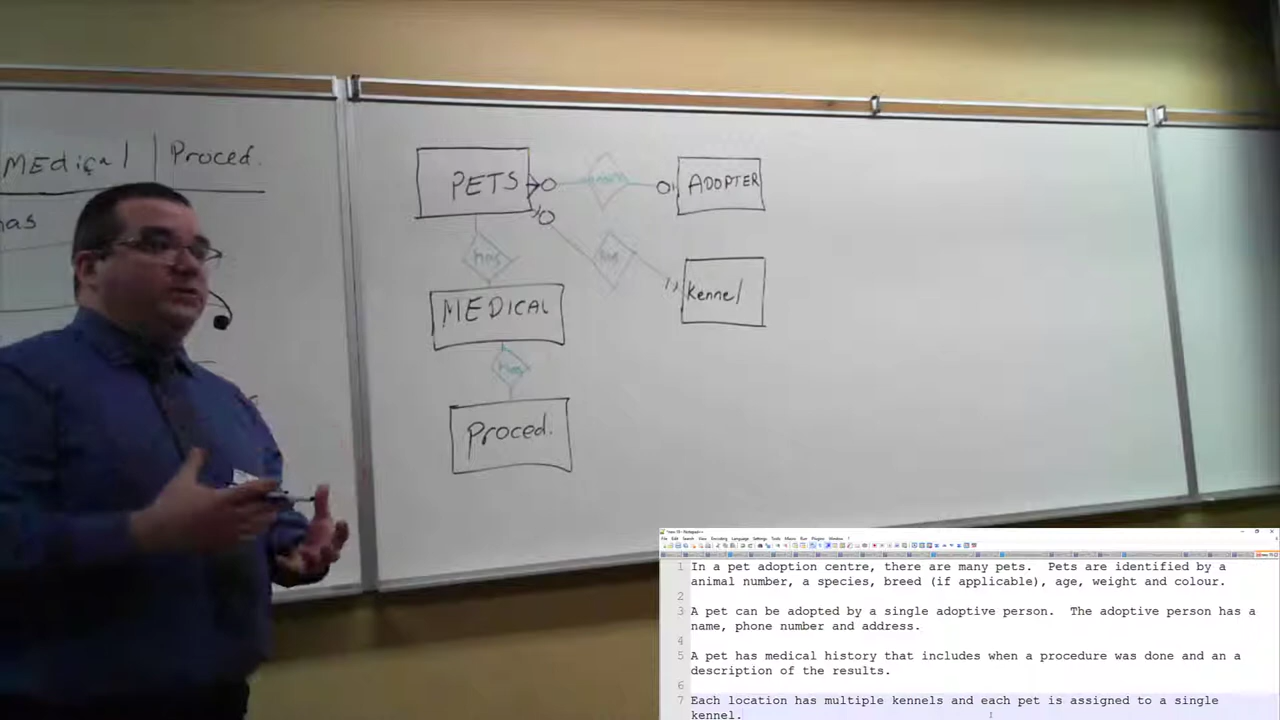 MEdical
Proced.
has
PETS
ADOPTER
has
has
Kennel
MEDICAL
has
Proced.
1 In a pet adoption centre, there are many pets. Pets are identified by a
animal number, a species, breed (if applicable), age, weight and colour.
2
3 A pet can be adopted by a single adoptive person. The adoptive person has a
name, phone number and address.
4
5 A pet has medical history that includes when a procedure was done and an a
description of the results.
6
7 Each location has multiple kennels and each pet is assigned to a single
kennel.